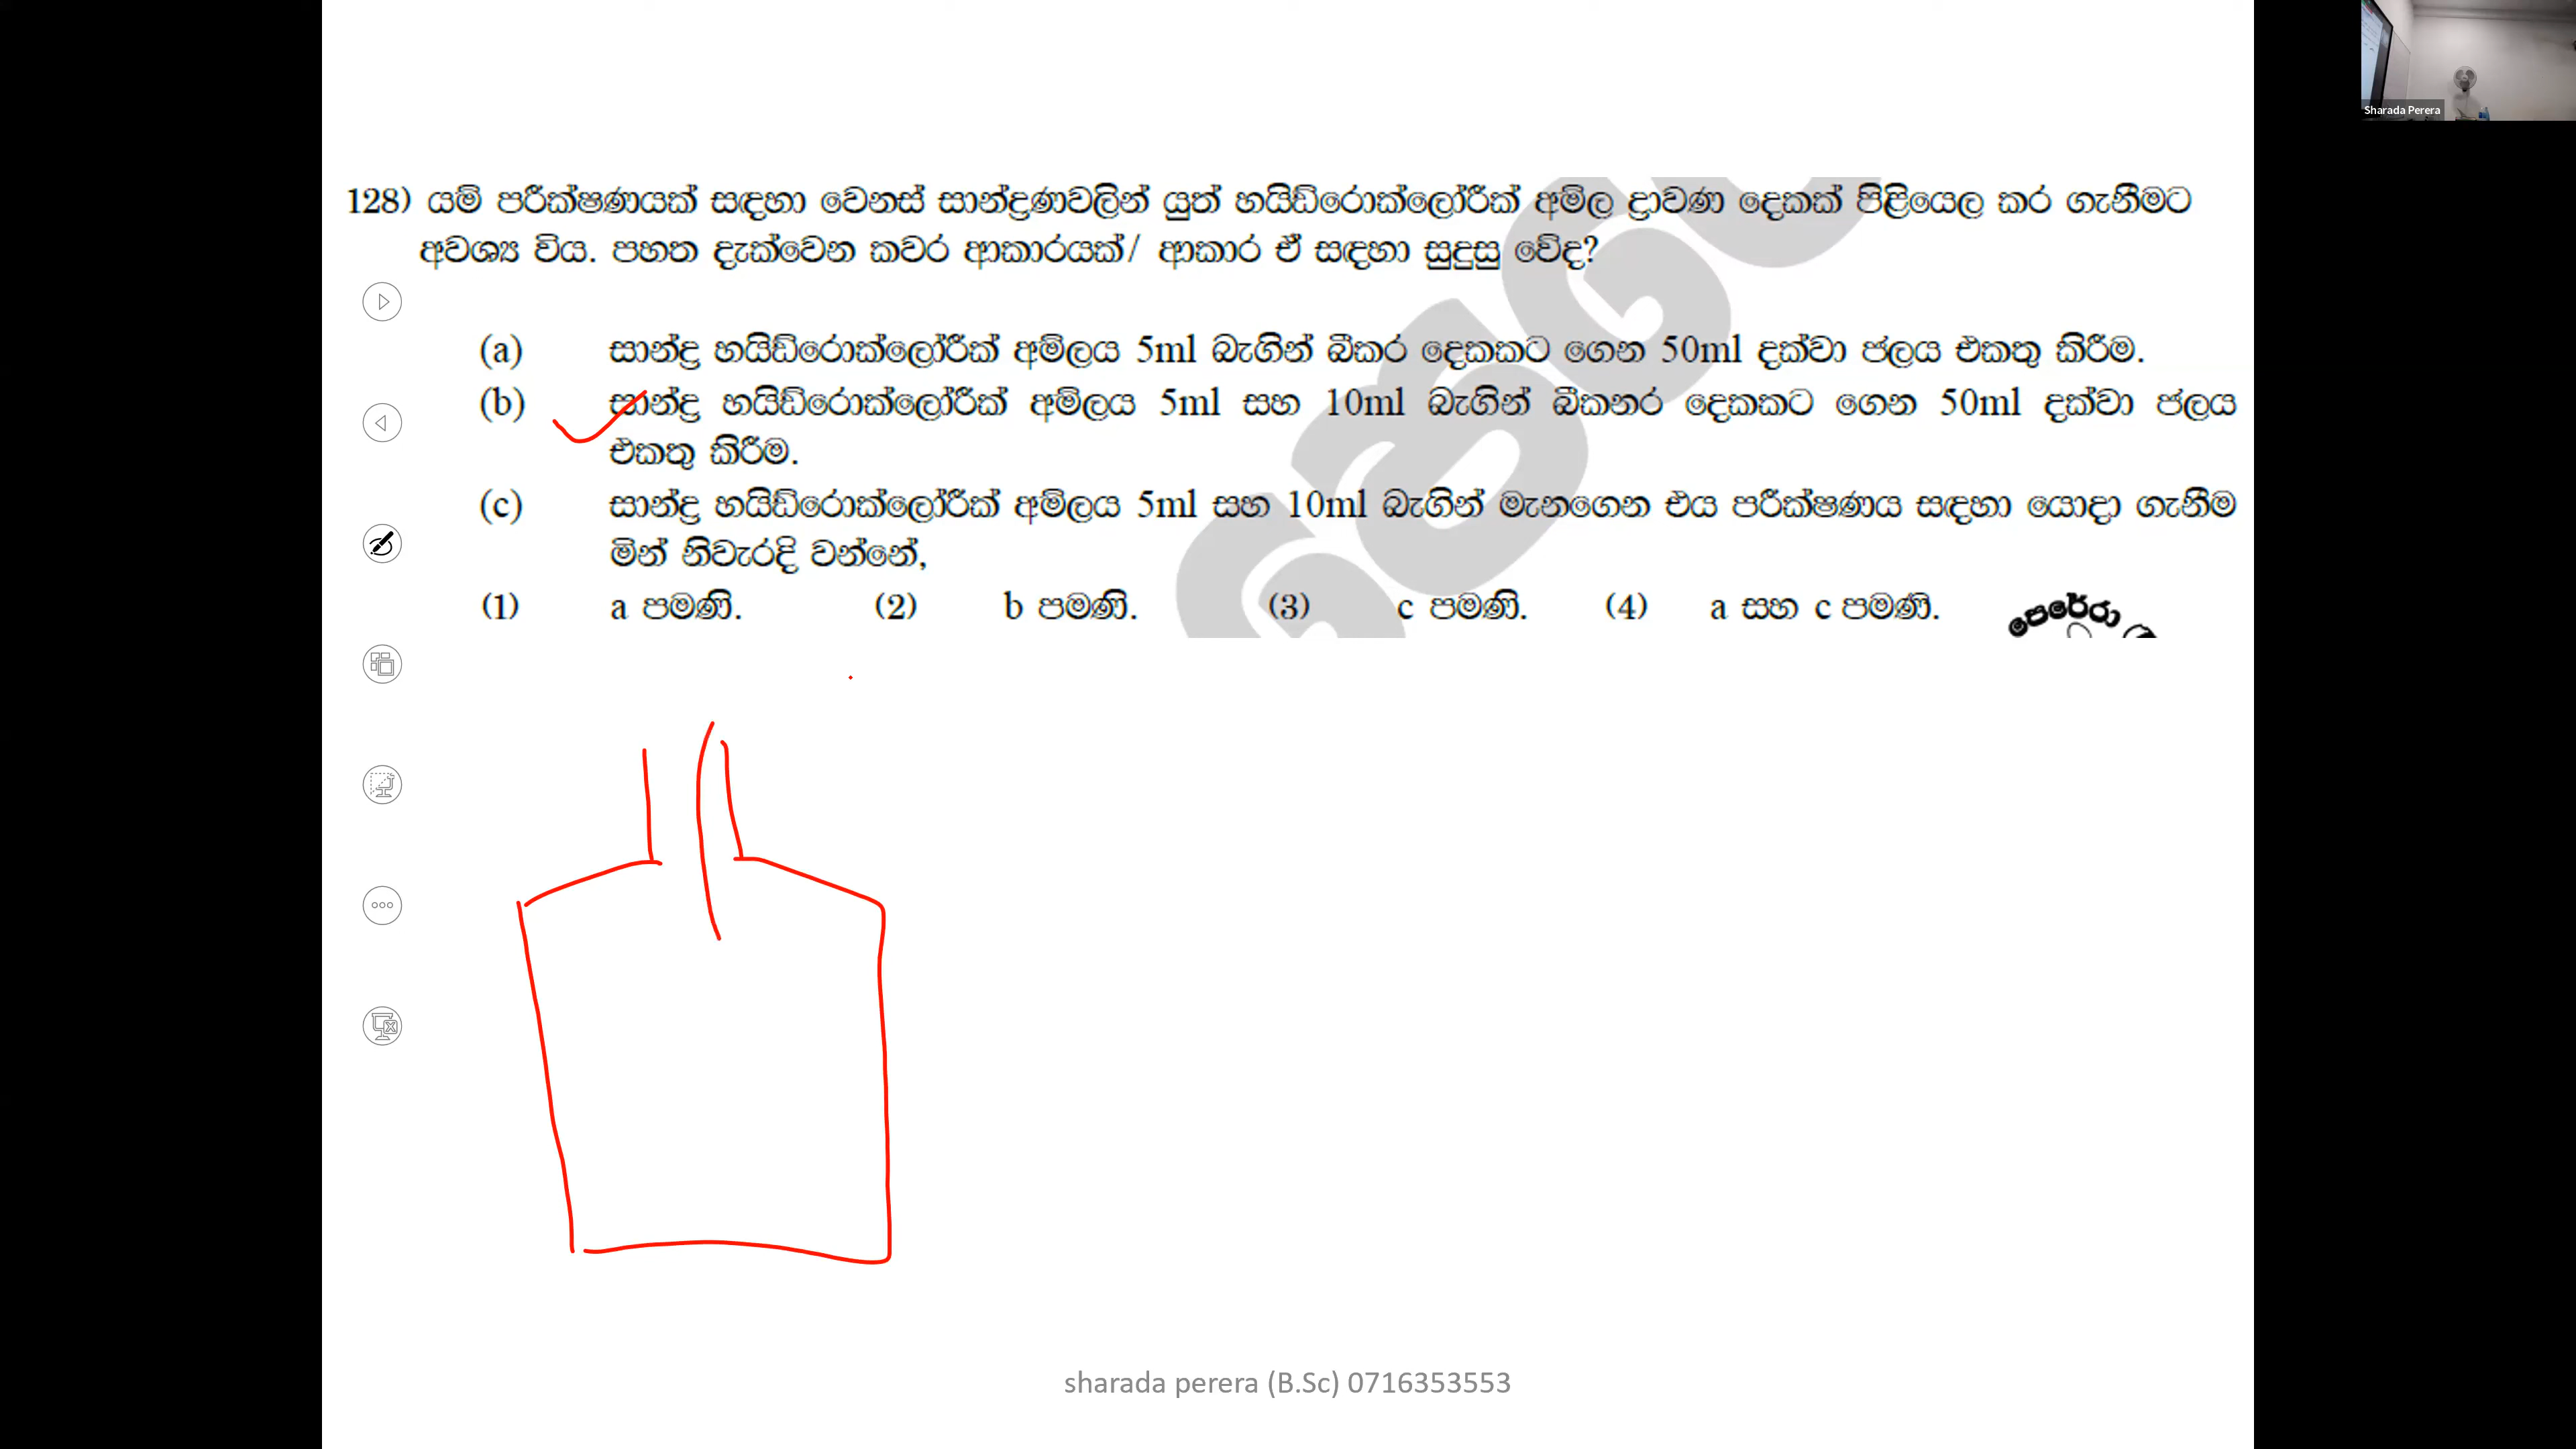 Sharada Perera
128) යම් පරීක්ෂණයක් සඳහා වෙනස් සාන්ද්‍රණවලින් යුත් හයිඩ්රොක්ලෝරීක් අම්ල ද්‍රාවණ දෙකක් පිළියෙල කර ගැනීමට
අවශ්‍ය විය. පහත දැක්වෙන කවර ආකාරයක්/ ආකාර ඒ සඳහා සුදුසු වේද?
(a) සාන්ද්‍ර හයිඩ්රොක්ලෝරීක් අම්ලය 5ml බැගින් බීකර දෙකකට ගෙන 50ml දක්වා ජලය එකතු කිරීම.
(b) සාන්ද්‍ර හයිඩ්රොක්ලෝරීක් අම්ලය 5ml සහ 10ml බැගින් බීකනර දෙකකට ගෙන 50ml දක්වා ජලය
එකතු කිරීම.
(c) සාන්ද්‍ර හයිඩ්රොක්ලෝරීක් අම්ලය 5ml සහ 10ml බැගින් මැනගෙන එය පරීක්ෂණය සඳහා යොදා ගැනීම
මින් නිවැරදි වන්නේ,
(1) a පමණි. (2) b පමණි. (3) c පමණි. (4) a සහ c පමණි.
පෙරේරා
sharada perera (B.Sc) 0716353553